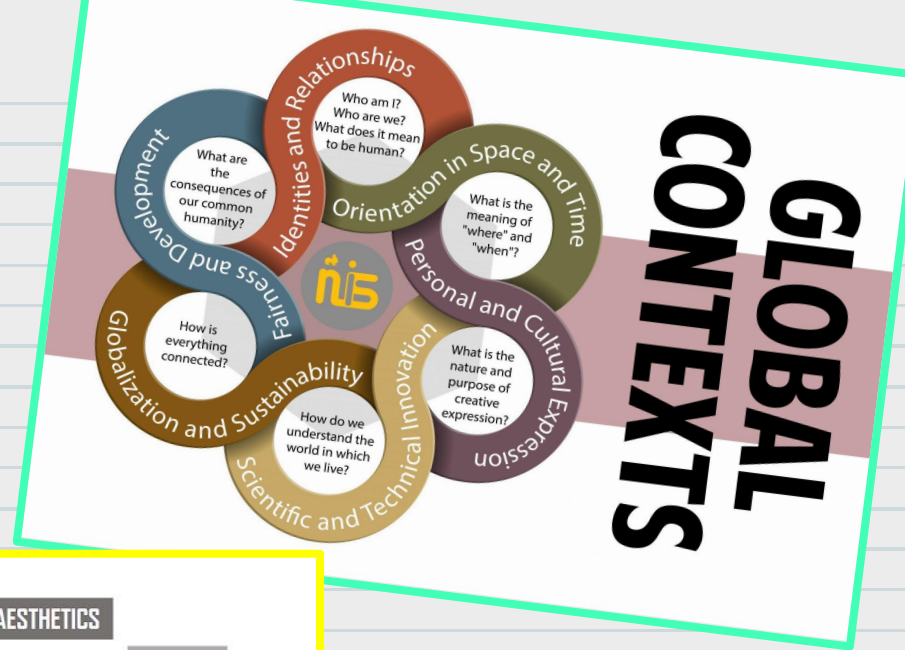 GLOBAL
CONTEXTS
Identities and Relationships
Who am I?
Who are we?
What does it mean
to be human?
Orientation in Space and Time
What is the
meaning of
"where" and
"when"?
Personal and Cultural Expression
What is the
nature and
purpose of
creative
expression?
Scientific and Technical Innovation
How do we
understand the
world in which
we live?
Globalization and Sustainability
How is
everything
connected?
Fairness and Development
What are
the
consequences of
our common
humanity?
nis
AESTHETICS